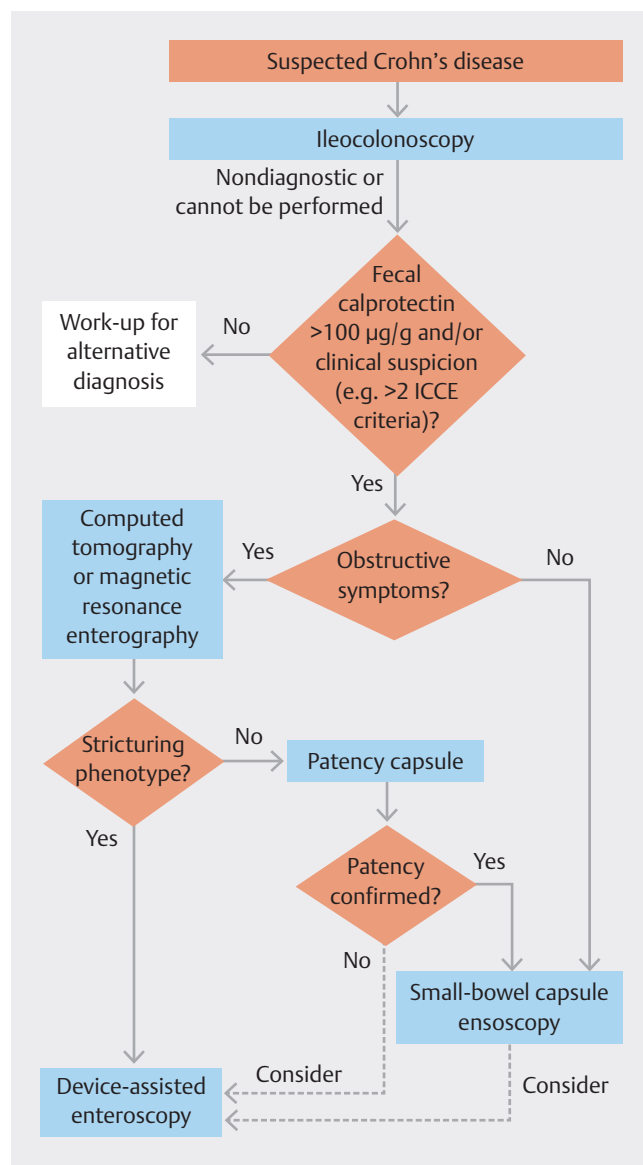 Suspected Crohn’s disease
Ileocolonoscopy
Nondiagnostic or
cannot be performed
Fecal
calprotectin
>100 µg/g and/or
clinical suspicion
(e.g. >2 ICCE
criteria)?
No
Work-up for
alternative
diagnosis
Yes
Obstructive
symptoms?
Yes
No
Computed
tomography
or magnetic
resonance
enterography
Stricturing
phenotype?
No
Patency capsule
Yes
Patency
confirmed?
Yes
No
Small-bowel capsule
ensoscopy
Consider
Consider
Device-assisted
enteroscopy